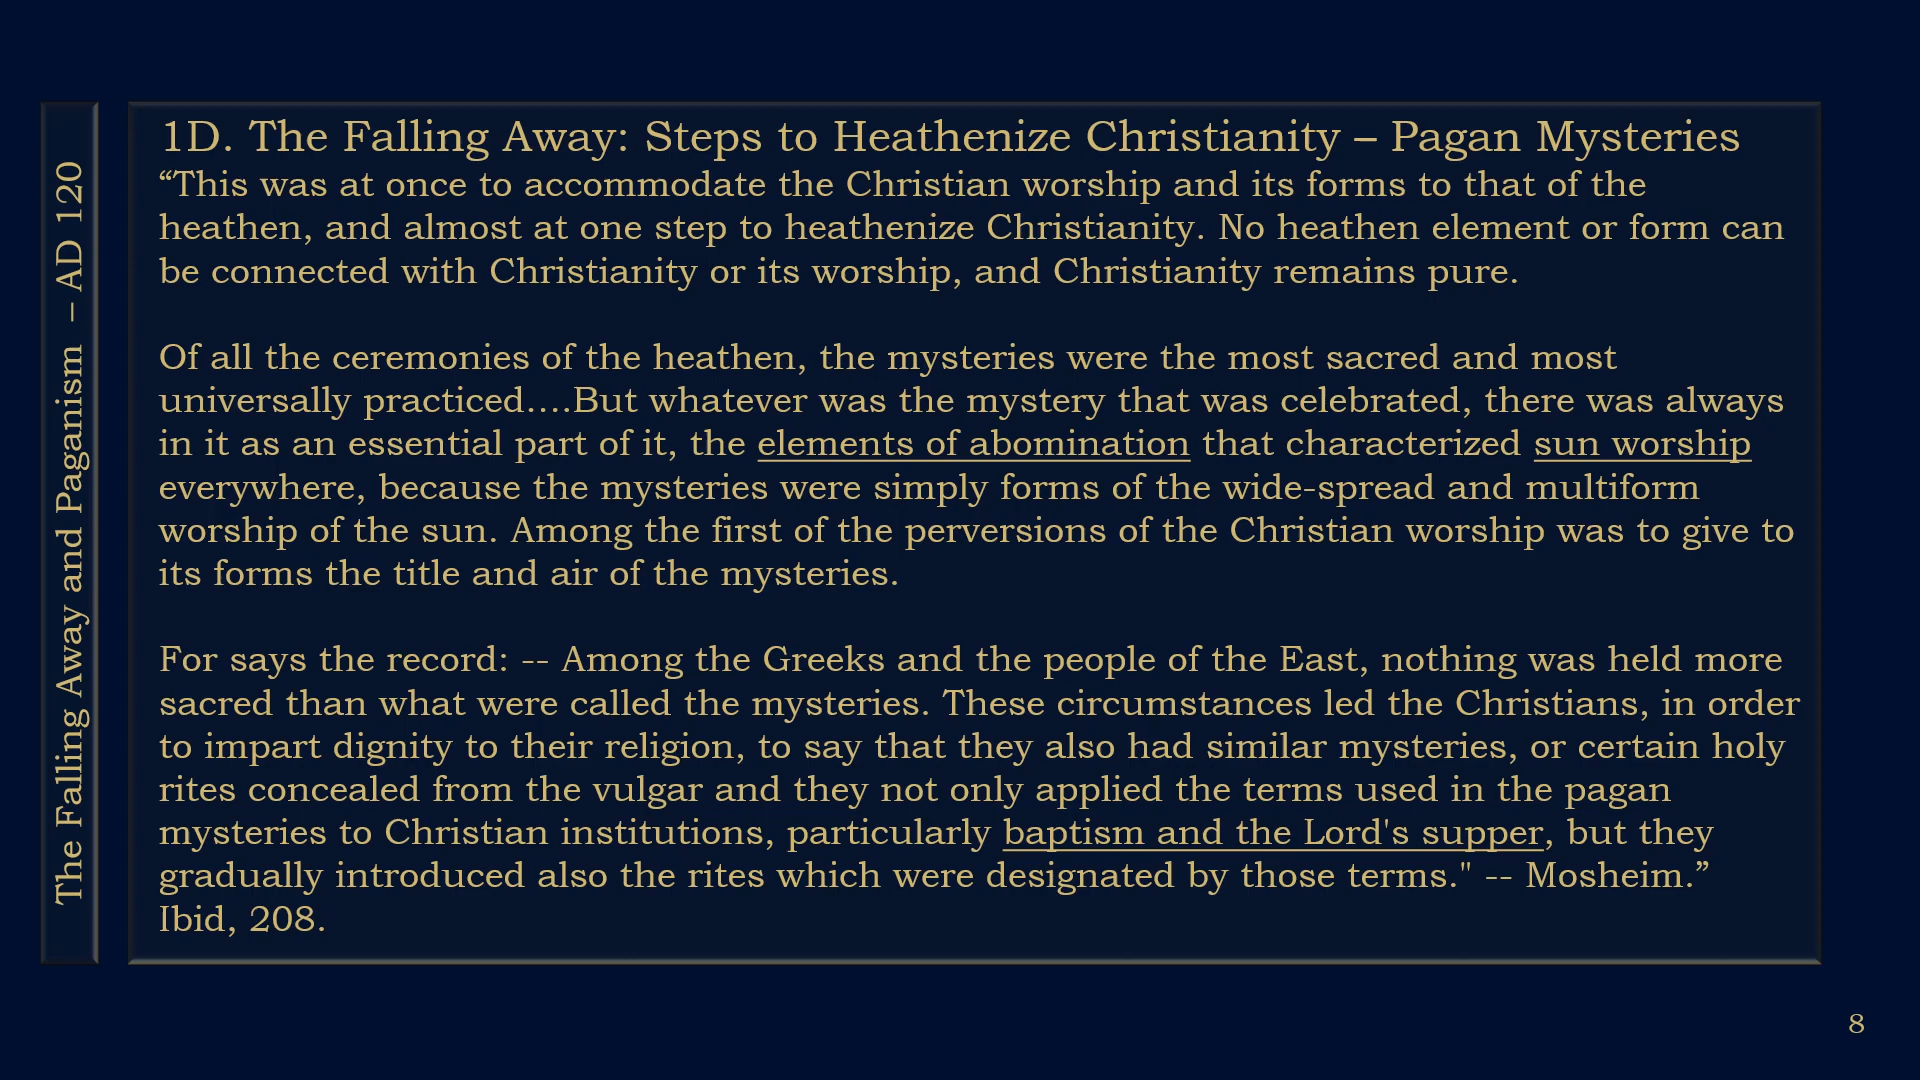 The Falling Away and Paganism – AD 120
1D. The Falling Away: Steps to Heathenize Christianity – Pagan Mysteries
“This was at once to accommodate the Christian worship and its forms to that of the
heathen, and almost at one step to heathenize Christianity. No heathen element or form can
be connected with Christianity or its worship, and Christianity remains pure.
Of all the ceremonies of the heathen, the mysteries were the most sacred and most
universally practiced....But whatever was the mystery that was celebrated, there was always
in it as an essential part of it, the elements of abomination that characterized sun worship
everywhere, because the mysteries were simply forms of the wide-spread and multiform
worship of the sun. Among the first of the perversions of the Christian worship was to give to
its forms the title and air of the mysteries.
For says the record: -- Among the Greeks and the people of the East, nothing was held more
sacred than what were called the mysteries. These circumstances led the Christians, in order
to impart dignity to their religion, to say that they also had similar mysteries, or certain holy
rites concealed from the vulgar and they not only applied the terms used in the pagan
mysteries to Christian institutions, particularly baptism and the Lord's supper, but they
gradually introduced also the rites which were designated by those terms." -- Mosheim.”
Ibid, 208.
8